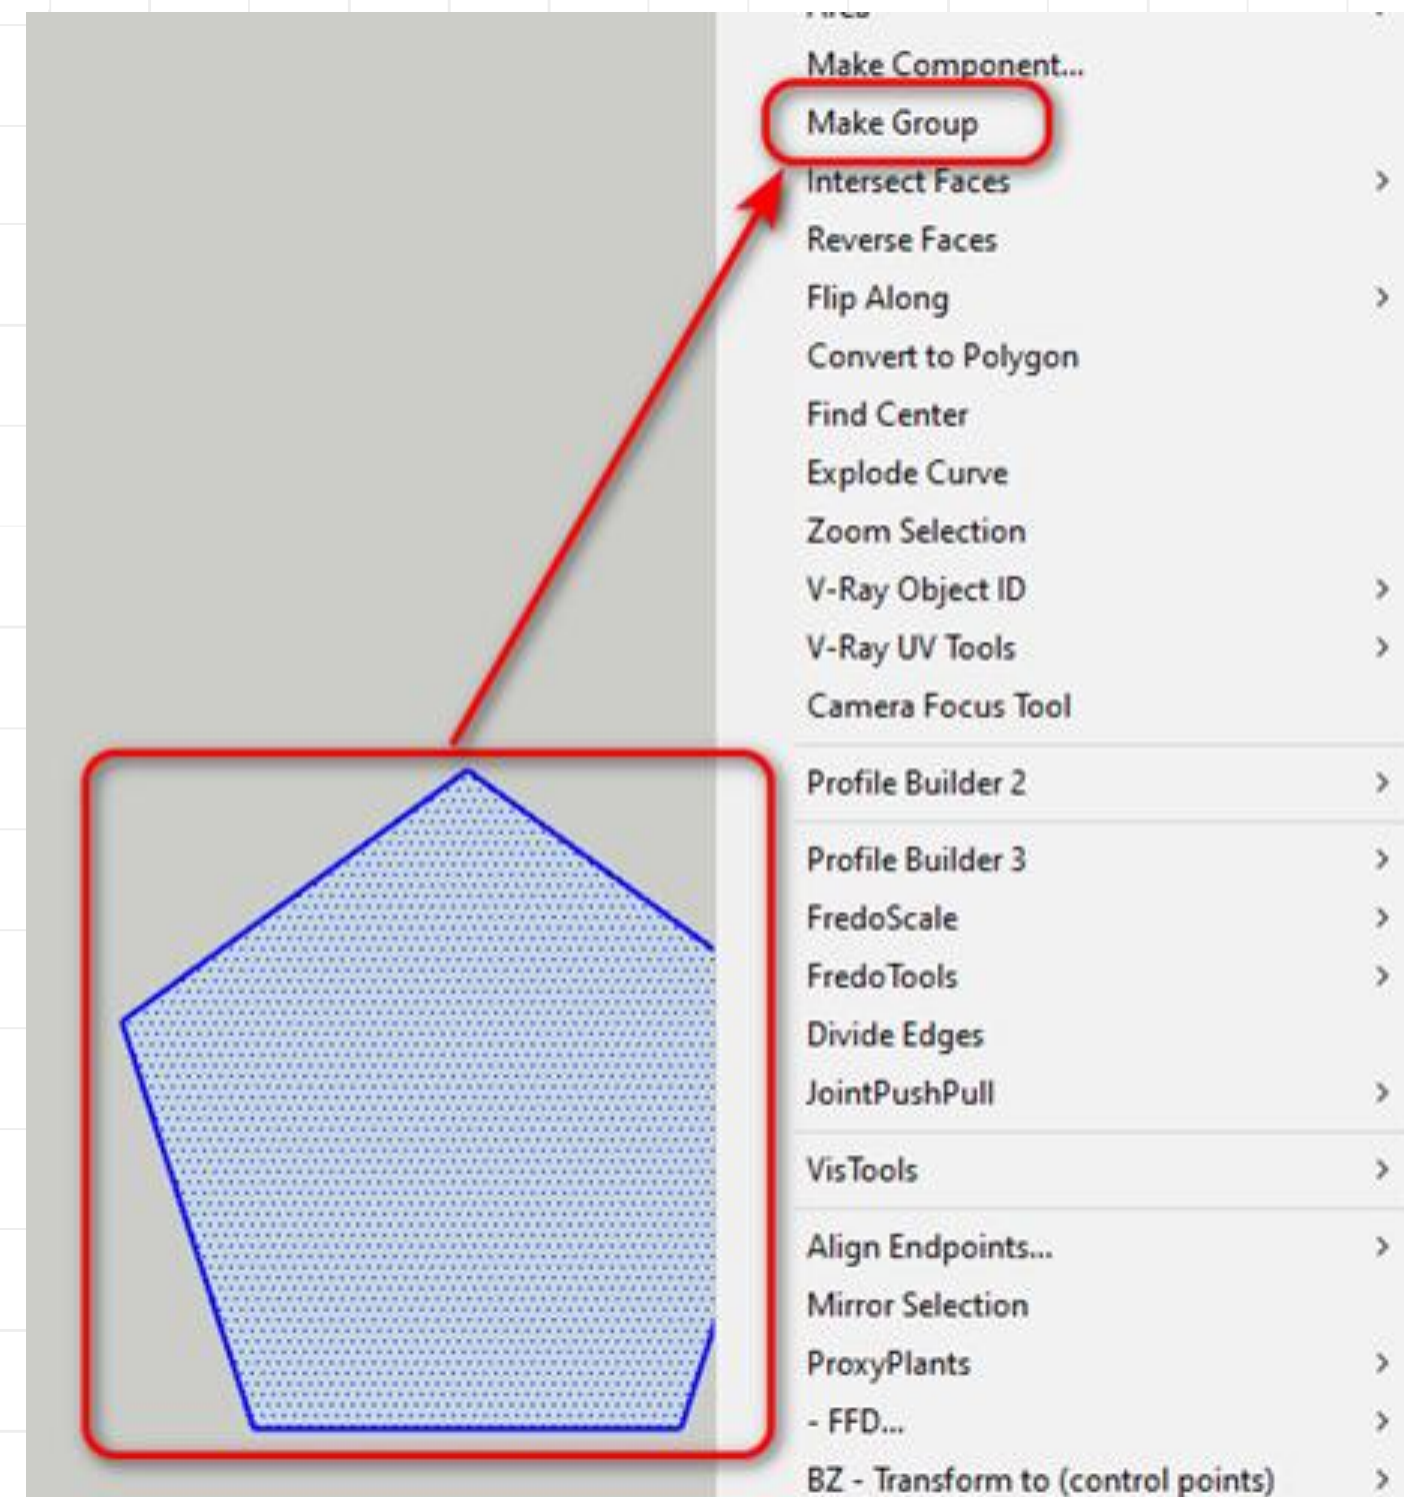 Area
Make Component...
Make Group
Intersect Faces
Reverse Faces
Flip Along
Convert to Polygon
Find Center
Explode Curve
Zoom Selection
V-Ray Object ID
V-Ray UV Tools
Camera Focus Tool
Profile Builder 2
Profile Builder 3
FredoScale
FredoTools
Divide Edges
JointPushPull
VisTools
Align Endpoints...
Mirror Selection
ProxyPlants
- FFD...
BZ - Transform to (control points)